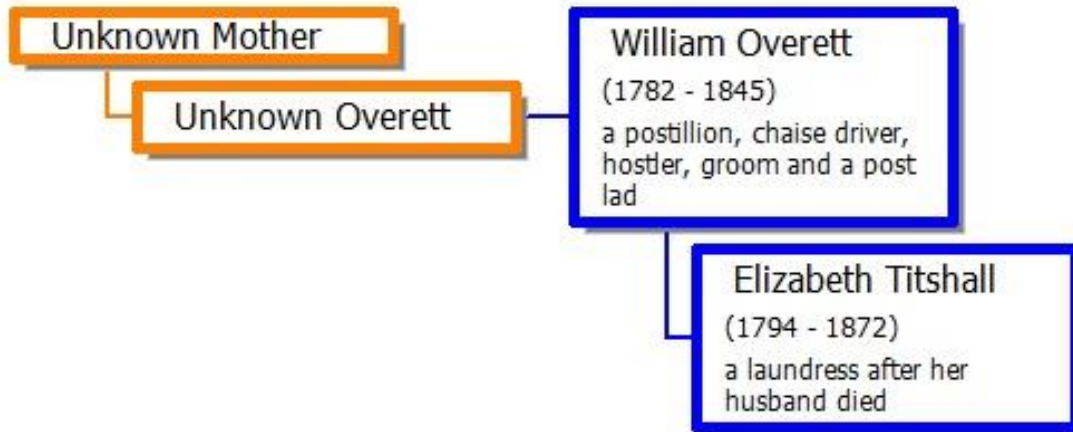 Unknown Mother
Unknown Overett
William Overett
(1782 - 1845)
a postillion, chaise driver,
hostler, groom and a post
lad
Elizabeth Titshall
(1794 - 1872)
a laundress after her
husband died